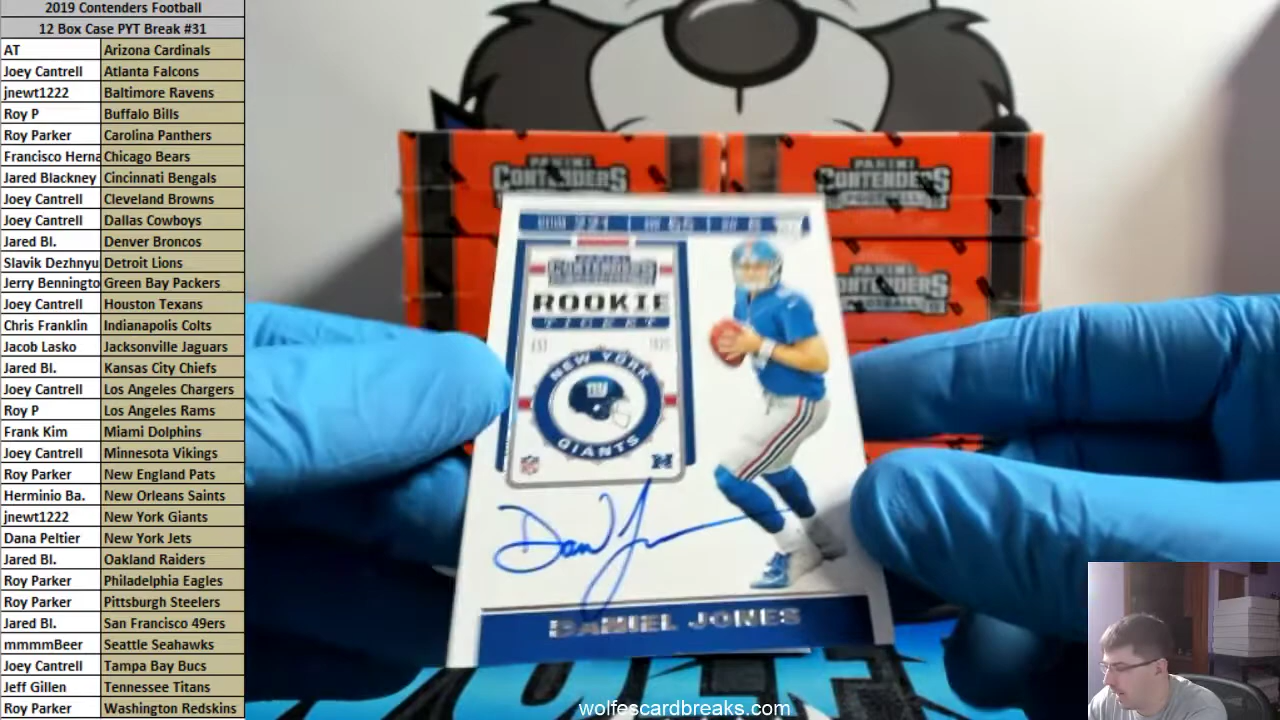 2019 Contenders Football
12 Box Case PYT Break #31
AT Arizona Cardinals
Joey Cantrell Atlanta Falcons
jnewt1222 Baltimore Ravens
Roy P Buffalo Bills
Roy Parker Carolina Panthers
Francisco Herna Chicago Bears
Jared Blackney Cincinnati Bengals
Joey Cantrell Cleveland Browns
Joey Cantrell Dallas Cowboys
Jared Bl. Denver Broncos
Slavik Dezhnyu Detroit Lions
Jerry Benningto Green Bay Packers
Joey Cantrell Houston Texans
Chris Franklin Indianapolis Colts
Jacob Lasko Jacksonville Jaguars
Jared Bl. Kansas City Chiefs
Joey Cantrell Los Angeles Chargers
Roy P Los Angeles Rams
Frank Kim Miami Dolphins
Joey Cantrell Minnesota Vikings
Roy Parker New England Pats
Herminio Ba. New Orleans Saints
jnewt1222 New York Giants
Dana Peltier New York Jets
Jared Bl. Oakland Raiders
Roy Parker Philadelphia Eagles
Roy Parker Pittsburgh Steelers
Jared Bl. San Francisco 49ers
mmmmBeer Seattle Seahawks
Joey Cantrell Tampa Bay Bucs
Jeff Gillen Tennessee Titans
Roy Parker Washington Redskins
PANINI
CONTENDERS
FOOTBALL
PANINI
CONTENDERS
FOOTBALL
CONTENDERS
CONTENDERS
ROOKIE
TICKET
NEW YORK
GIANTS
NFL
DANIEL JONES
wolfescardbreaks.com